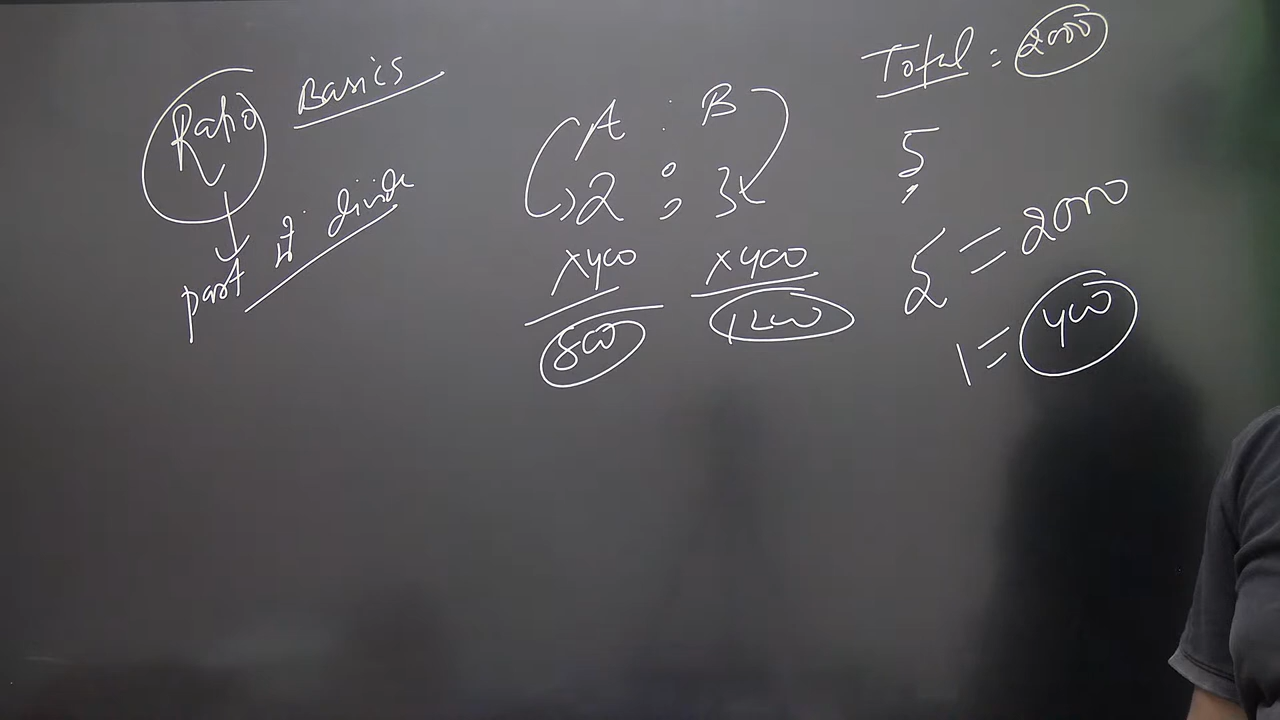 Ratio Basics
part में divide
A : B
2 : 3
×400 ×400
800 1200
Total = 2000
5
5 = 2000
1 = 400